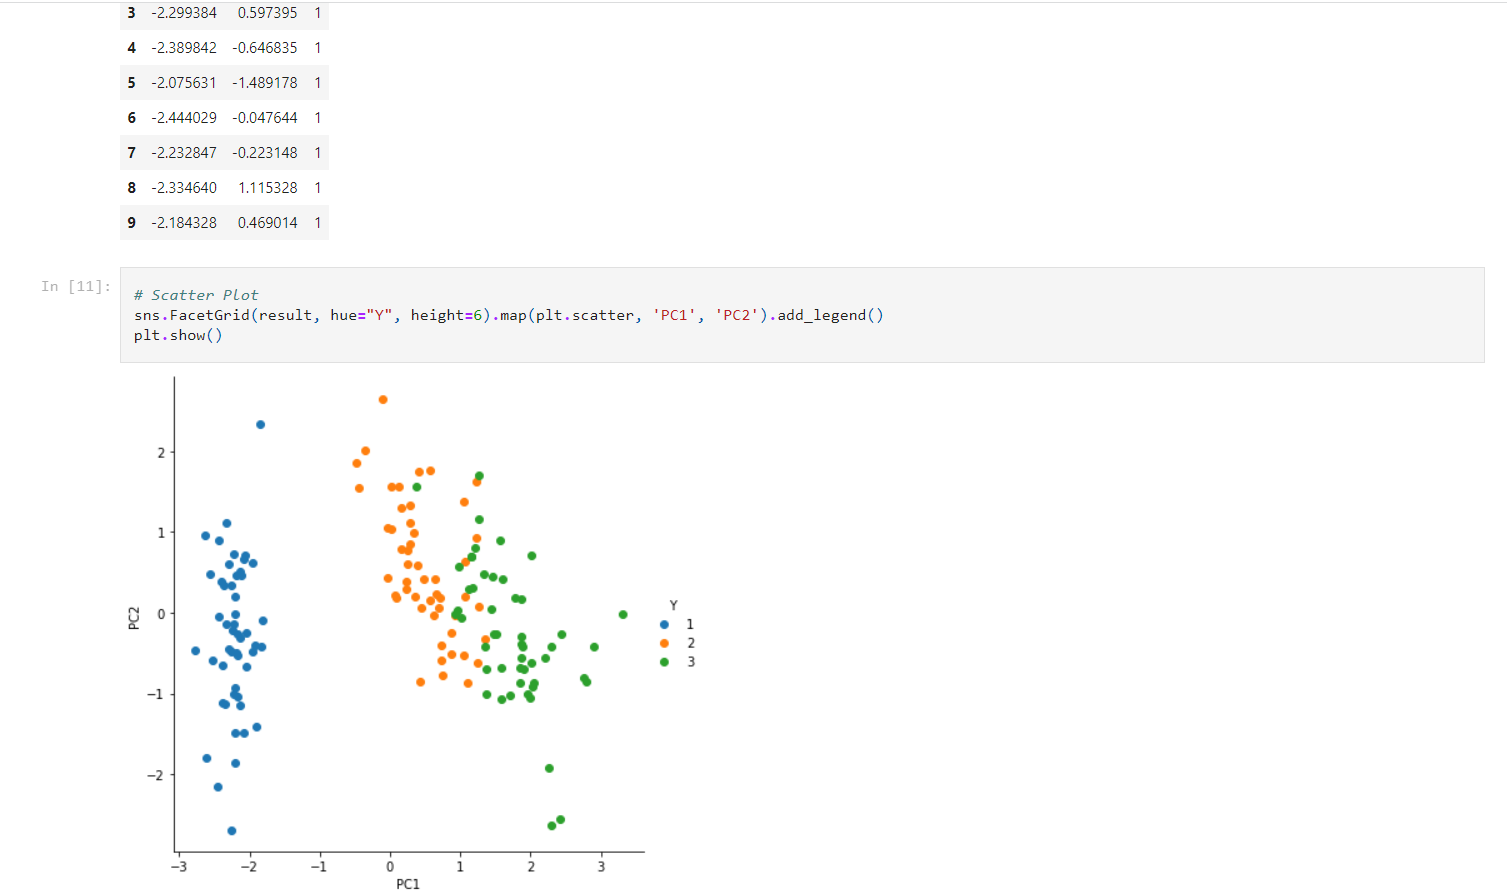 3 -2.299384 0.597395 1
4 -2.389842 -0.646835 1
5 -2.075631 -1.489178 1
6 -2.444029 -0.047644 1
7 -2.232847 -0.223148 1
8 -2.334640 1.115328 1
9 -2.184328 0.469014 1
In [11]:
# Scatter Plot
sns.FacetGrid(result, hue="Y", height=6).map(plt.scatter, 'PC1', 'PC2').add_legend()
plt.show()
2
1
0
−1
−2
PC2
−3 −2 −1 0 1 2 3
PC1
Y
1
2
3